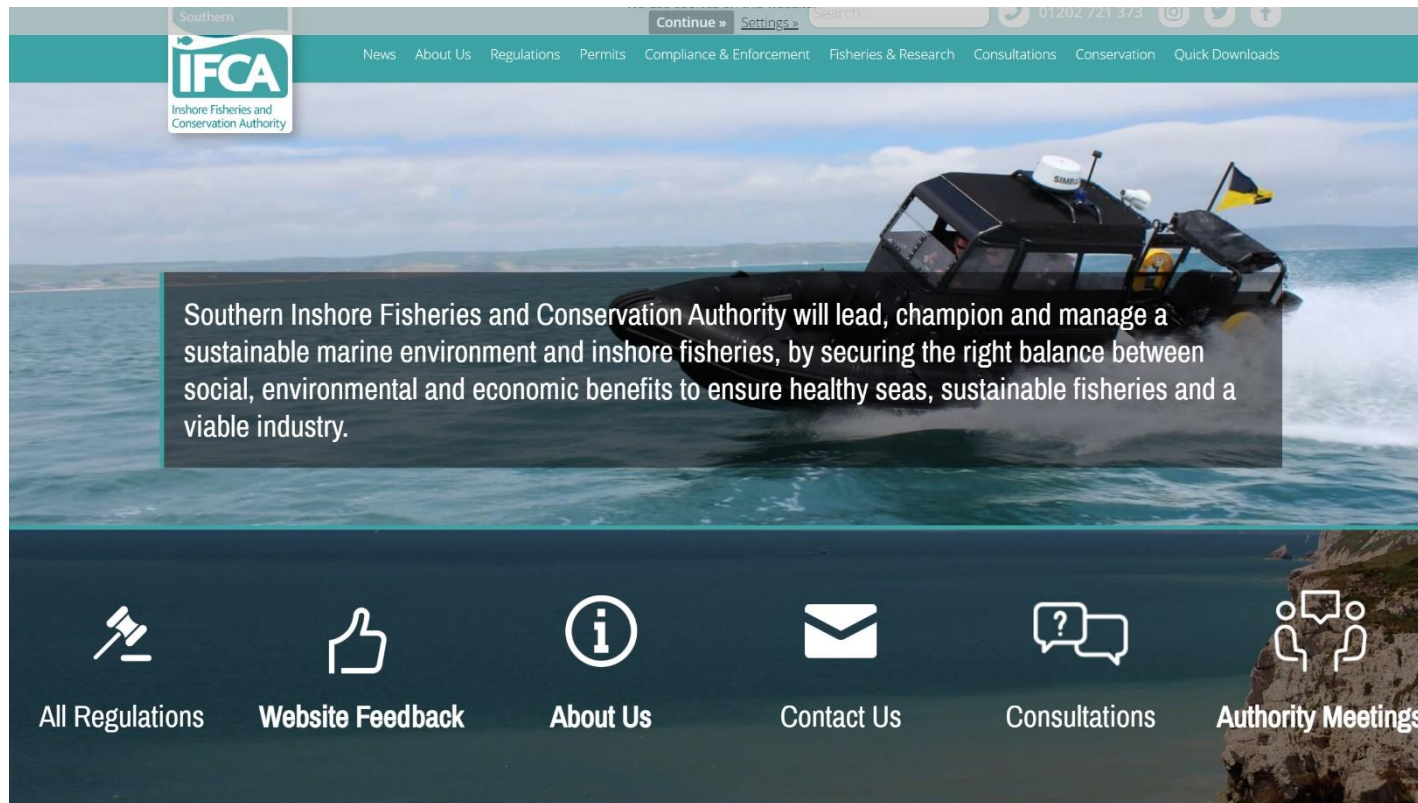 Southern
IFCA
Inshore Fisheries and
Conservation Authority
Continue » Settings »
Search...
01202 721 373
News About Us Regulations Permits Compliance & Enforcement Fisheries & Research Consultations Conservation Quick Downloads
SIMRAD
Southern Inshore Fisheries and Conservation Authority will lead, champion and manage a
sustainable marine environment and inshore fisheries, by securing the right balance between
social, environmental and economic benefits to ensure healthy seas, sustainable fisheries and a
viable industry.
All Regulations Website Feedback About Us Contact Us Consultations Authority Meetings